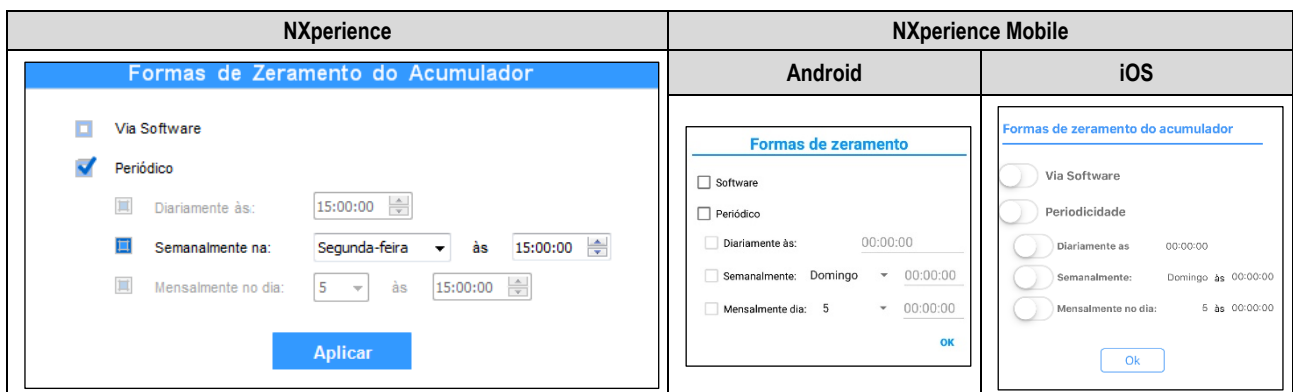 NXperience
NXperience Mobile
Formas de Zeramento do Acumulador
Via Software
Periódico
Diariamente às: 15:00:00
Semanalmente na: Segunda-feira às 15:00:00
Mensalmente no dia: 5 às 15:00:00
Aplicar
Android
Formas de zeramento
Software
Periódico
Diariamente às: 00:00:00
Semanalmente: Domingo 00:00:00
Mensalmente dia: 5 00:00:00
OK
iOS
Formas de zeramento do acumulador
Via Software
Periodicidade
Diariamente as 00:00:00
Semanalmente: Domingo às 00:00:00
Mensalmente no dia: 5 às 00:00:00
Ok